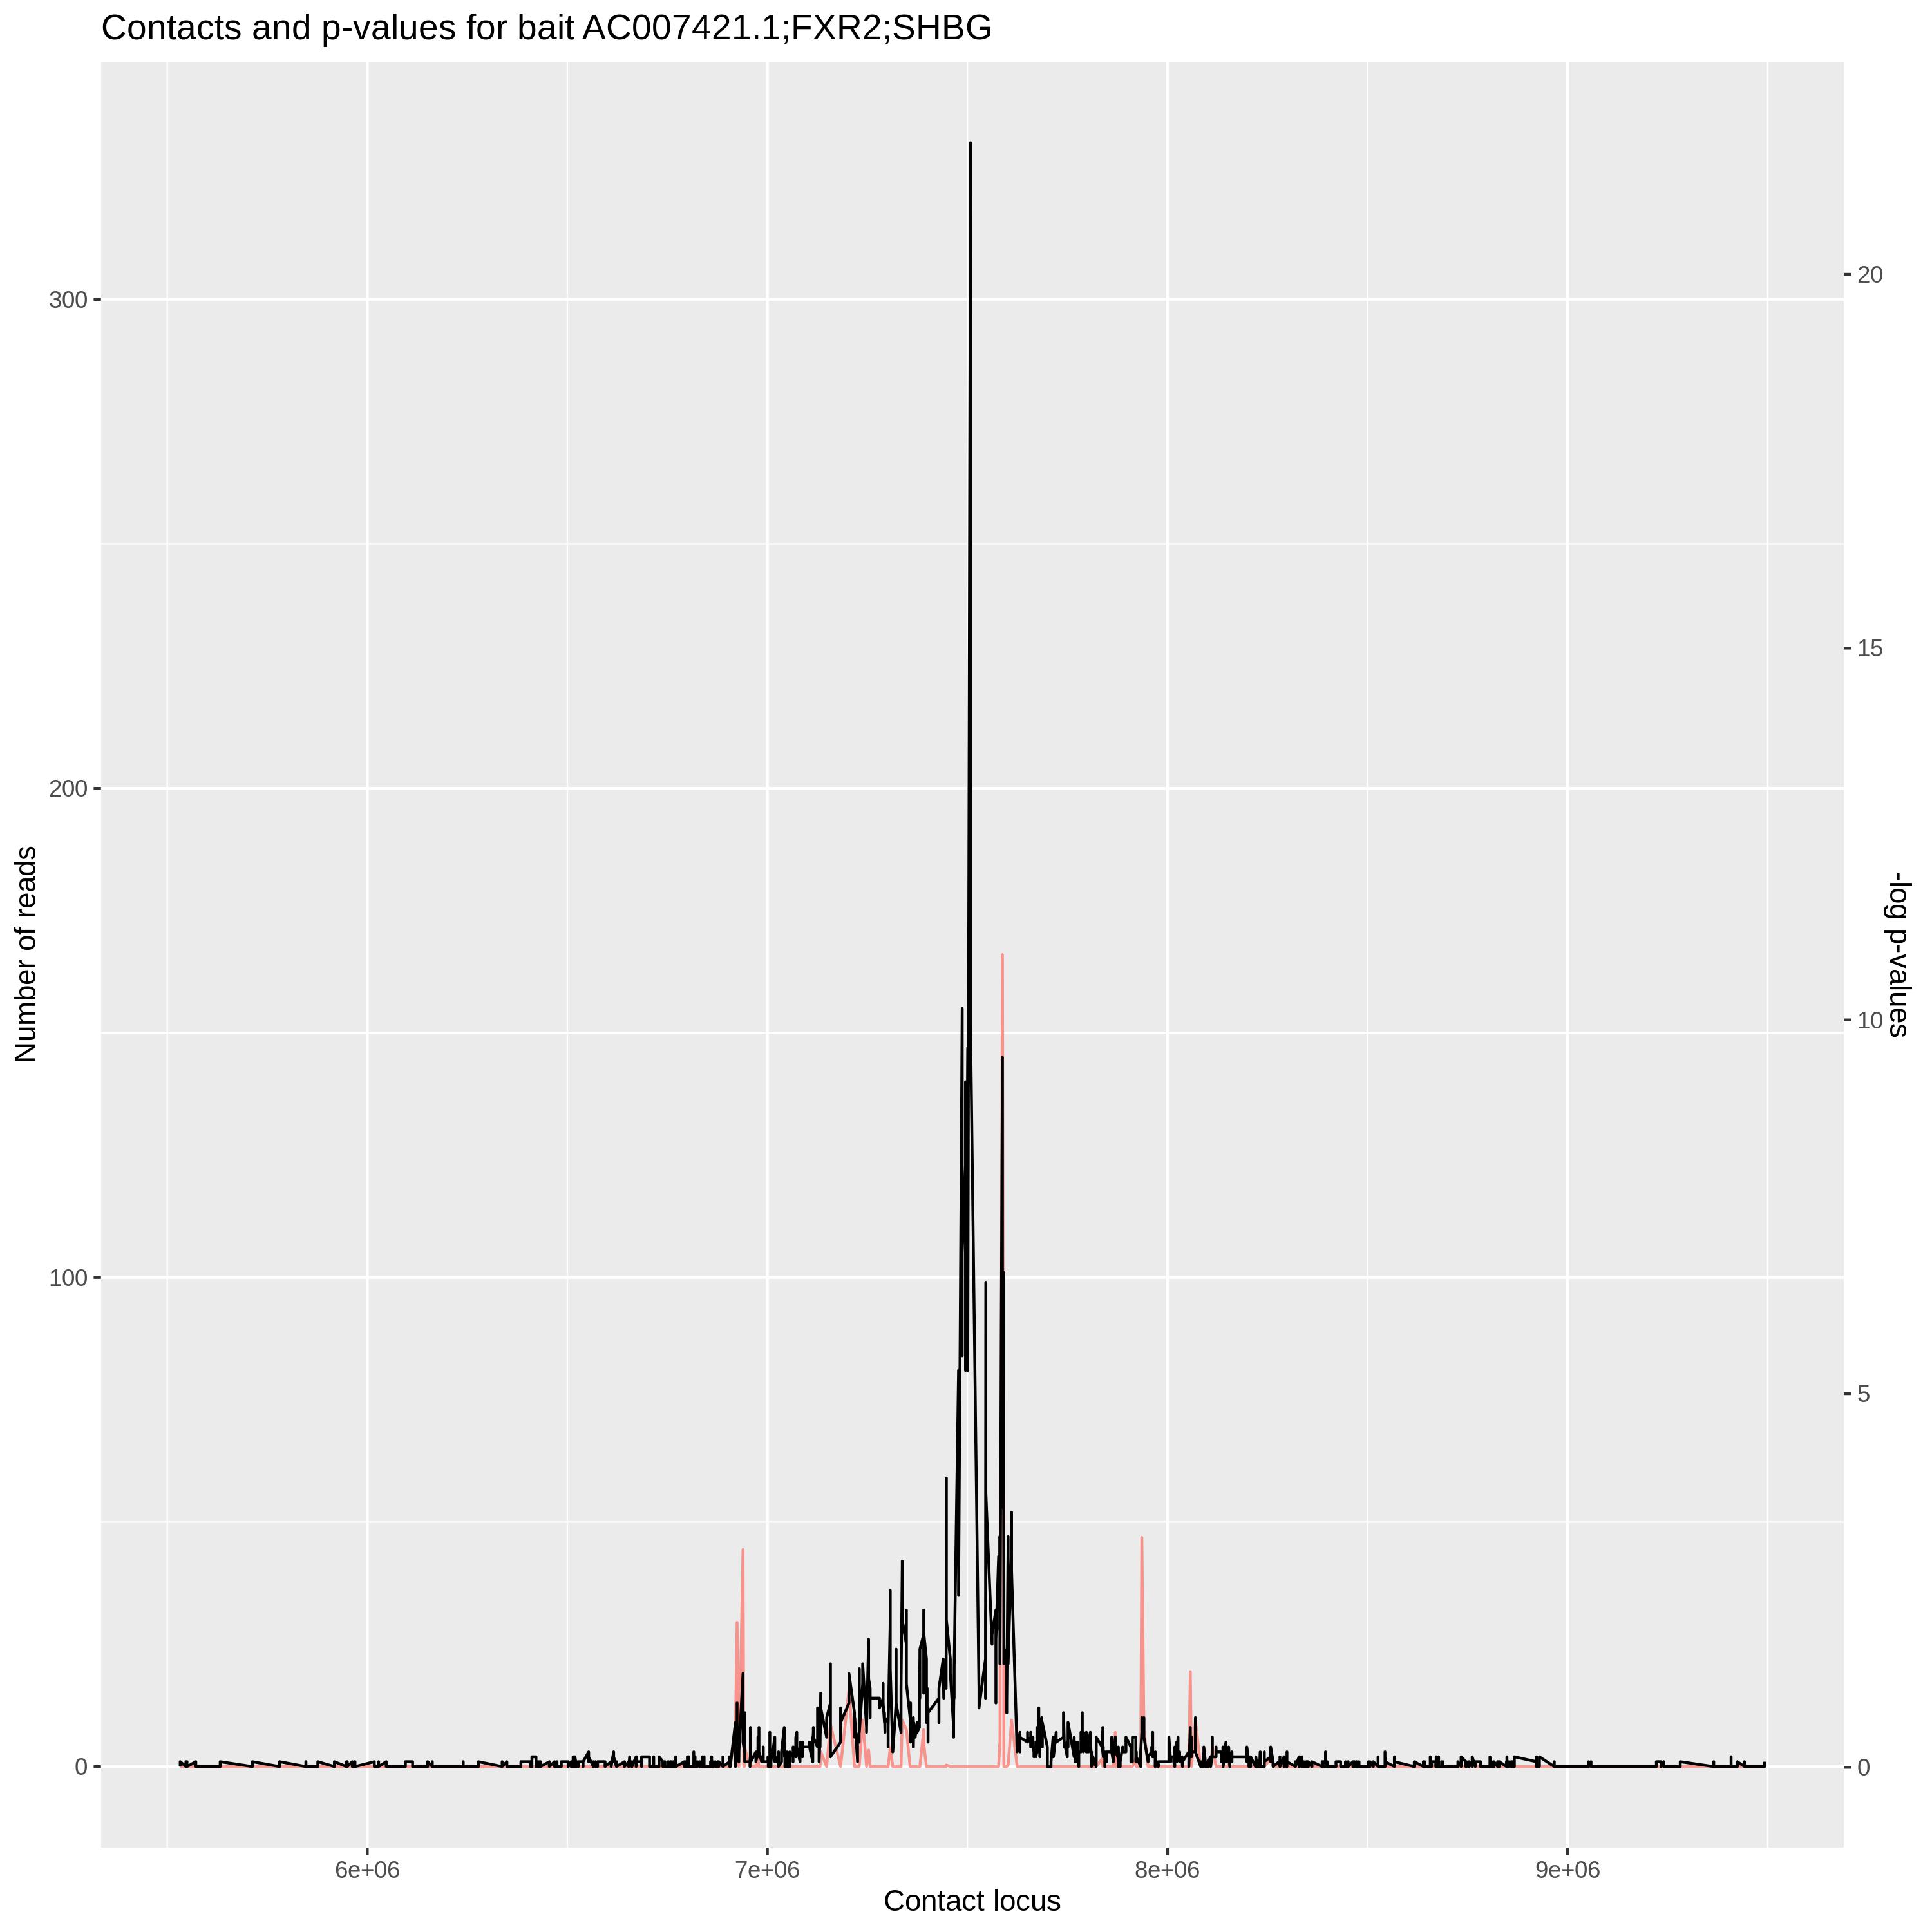 Contacts and p-values for bait AC007421.1;FXR2;SHBG
Number of reads
300
200
100
0
20
15
10
5
0
-log p-values
6e+06
7e+06
8e+06
9e+06
Contact locus